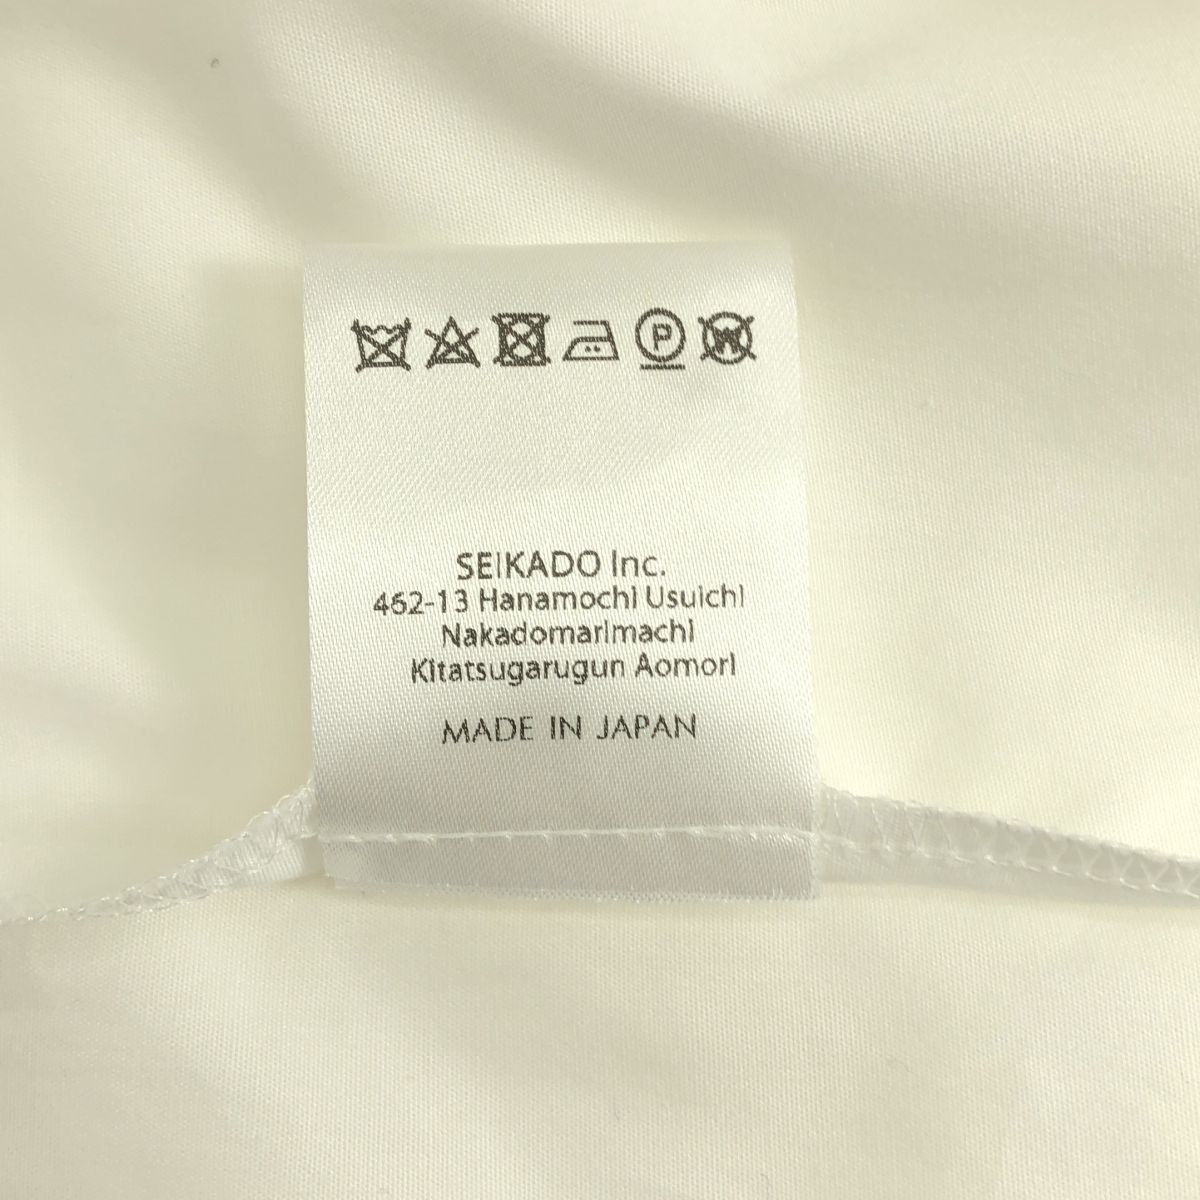 P W
SEIKADO Inc.
462-13 Hanamochi Usuichi
Nakadomarimachi
Kitatsugarugun Aomori
MADE IN JAPAN